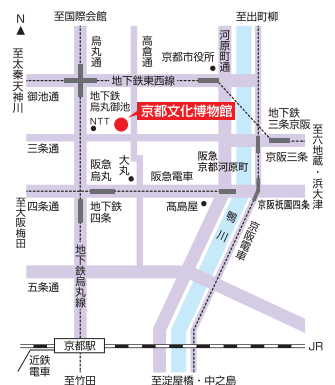 至国際会館
至出町柳
N
烏丸通
高倉通
河原町通
京都市役所
至太秦天神川
地下鉄東西線
御池通
地下鉄
烏丸御池
京都文化博物館
NTT
地下鉄
三条京阪
三条通
京阪三条
至六地蔵・浜大津
阪急
烏丸
大丸
阪急電車
阪急
京都河原町
四条通
地下鉄
四条
髙島屋
鴨川
京阪祇園四条
京阪電車
至大阪梅田
地下鉄烏丸線
五条通
京都駅
JR
近鉄
電車
至竹田
至淀屋橋・中之島